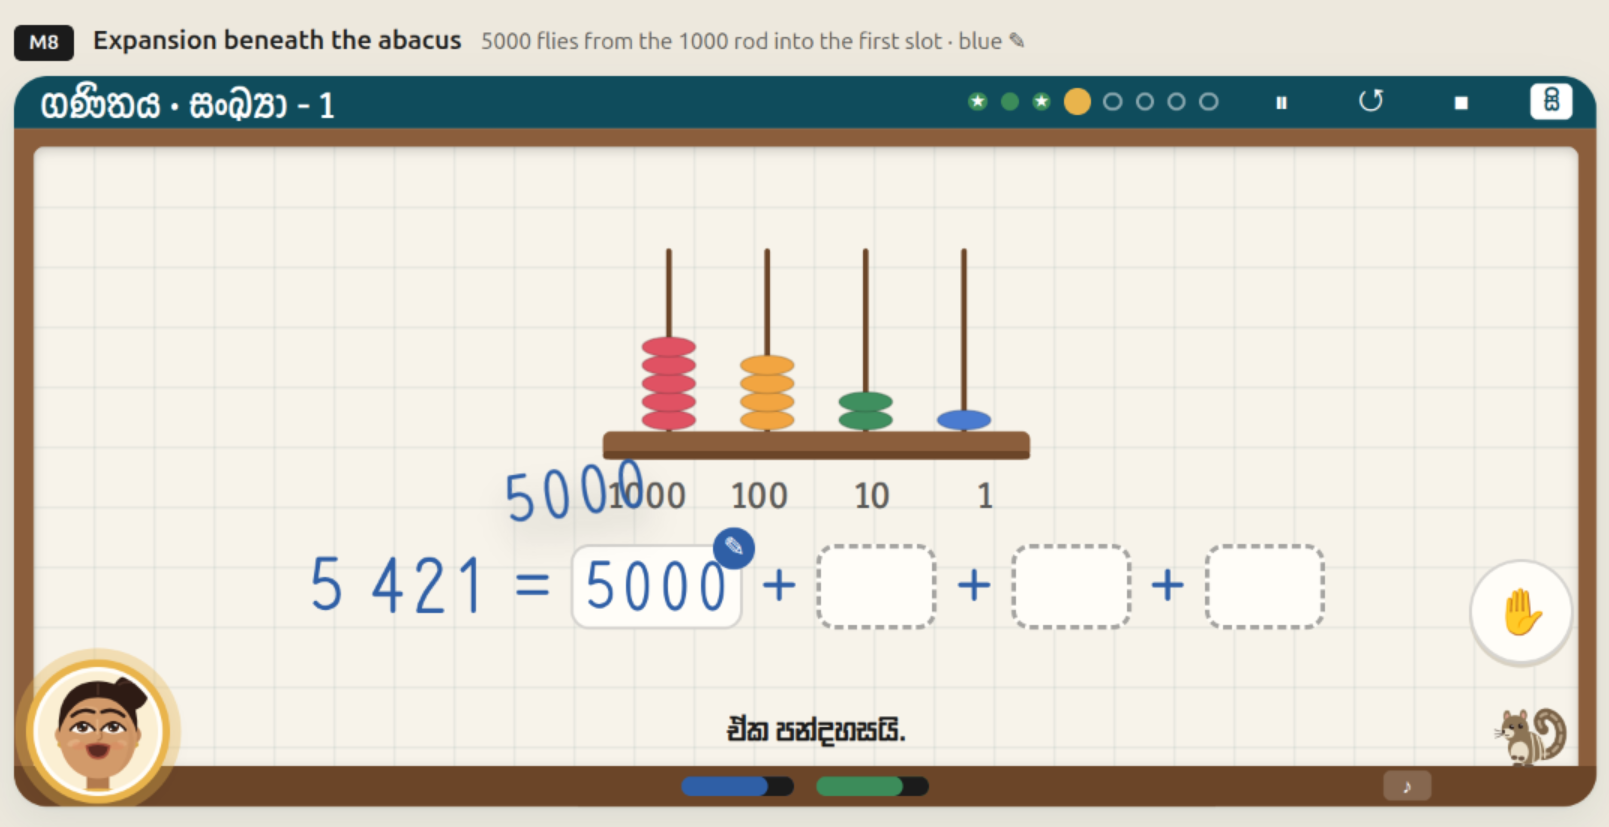 M8 Expansion beneath the abacus 5000 flies from the 1000 rod into the first slot · blue ✎
ගණිතය · සංඛ්‍යා - 1
5000
1000 100 10 1
5 421 = 5000 + + +
ඒක පන්දහසයි.